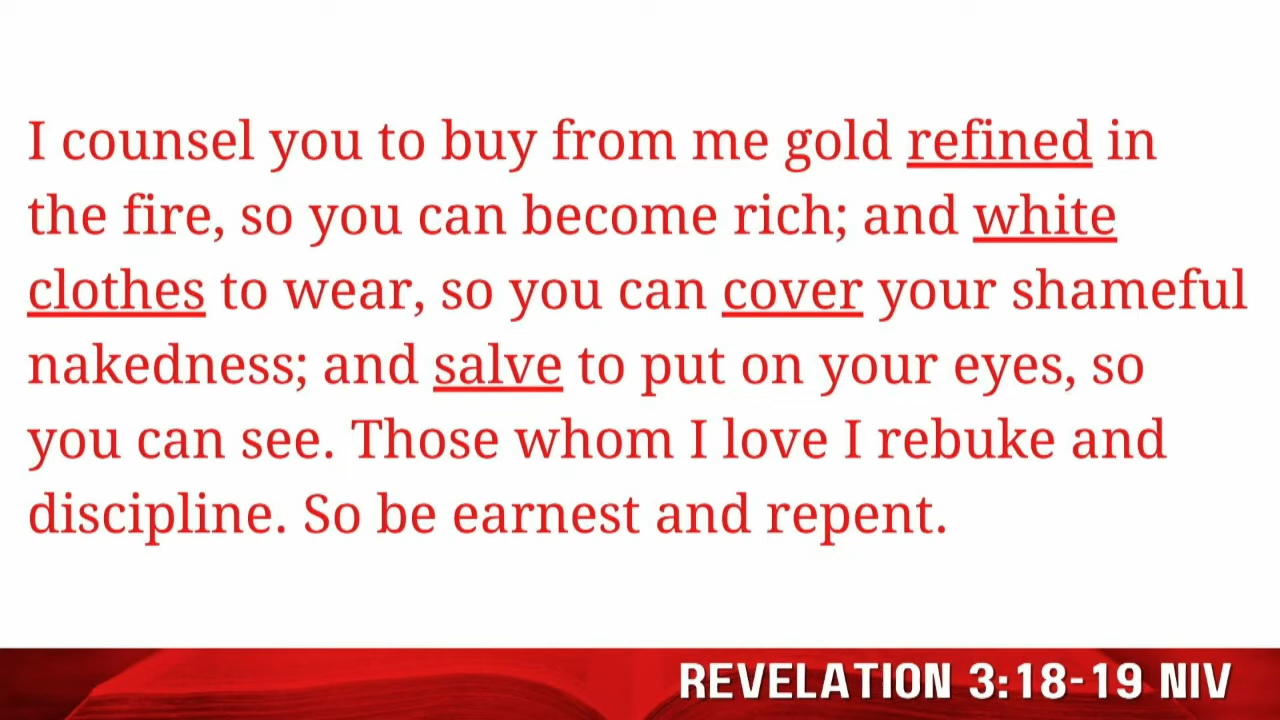 I counsel you to buy from me gold refined in
the fire, so you can become rich; and white
clothes to wear, so you can cover your shameful
nakedness; and salve to put on your eyes, so
you can see. Those whom I love I rebuke and
discipline. So be earnest and repent.
REVELATION 3:18-19 NIV